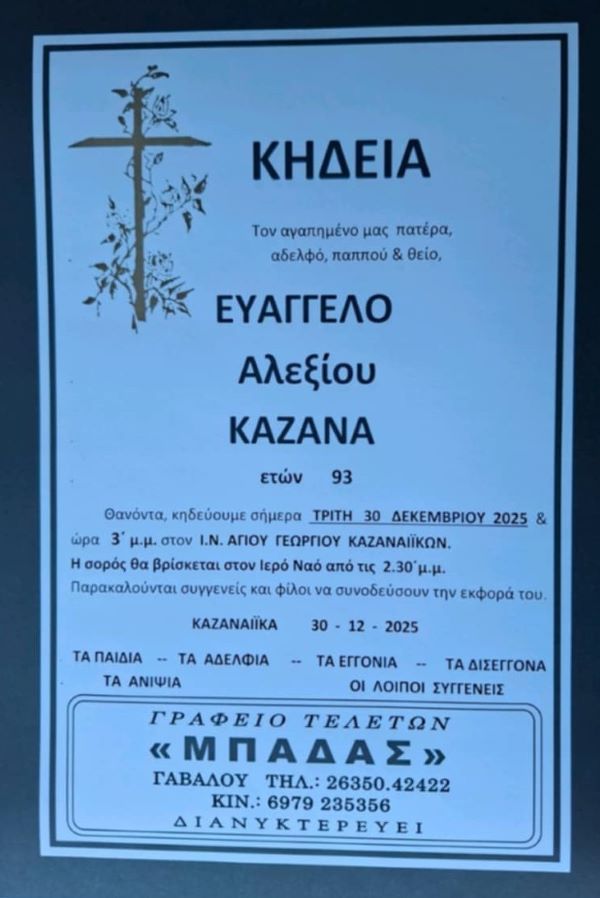 ΚΗΔΕΙΑ
Τον αγαπημένο μας πατέρα,
αδελφό, παππού & θείο,
ΕΥΑΓΓΕΛΟ
Αλεξίου
ΚΑΖΑΝΑ
ετών 93
Θανόντα, κηδεύουμε σήμερα ΤΡΙΤΗ 30 ΔΕΚΕΜΒΡΙΟΥ 2025 &
ώρα 3΄ μ.μ. στον Ι.Ν. ΑΓΙΟΥ ΓΕΩΡΓΙΟΥ ΚΑΖΑΝΑΙΪΚΩΝ.
Η σορός θα βρίσκεται στον Ιερό Ναό από τις 2.30΄μ.μ.
Παρακαλούνται συγγενείς και φίλοι να συνοδεύσουν την εκφορά του.
ΚΑΖΑΝΑΙΪΚΑ 30 - 12 - 2025
ΤΑ ΠΑΙΔΙΑ -- ΤΑ ΑΔΕΛΦΙΑ -- ΤΑ ΕΓΓΟΝΙΑ -- ΤΑ ΔΙΣΕΓΓΟΝΑ
ΤΑ ΑΝΙΨΙΑ ΟΙ ΛΟΙΠΟΙ ΣΥΓΓΕΝΕΙΣ
ΓΡΑΦΕΙΟ ΤΕΛΕΤΩΝ
«ΜΠΑΔΑΣ»
ΓΑΒΑΛΟΥ ΤΗΛ.: 26350.42422
ΚΙΝ.: 6979 235356
ΔΙΑΝΥΚΤΕΡΕΥΕΙ